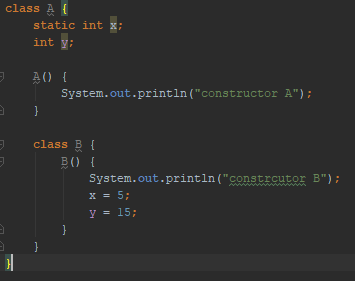 class A {
    static int x;
    int y;

    A() {
        System.out.println("constructor A");
    }

    class B {
        B() {
            System.out.println("constrcutor B");
            x = 5;
            y = 15;
        }
    }
}